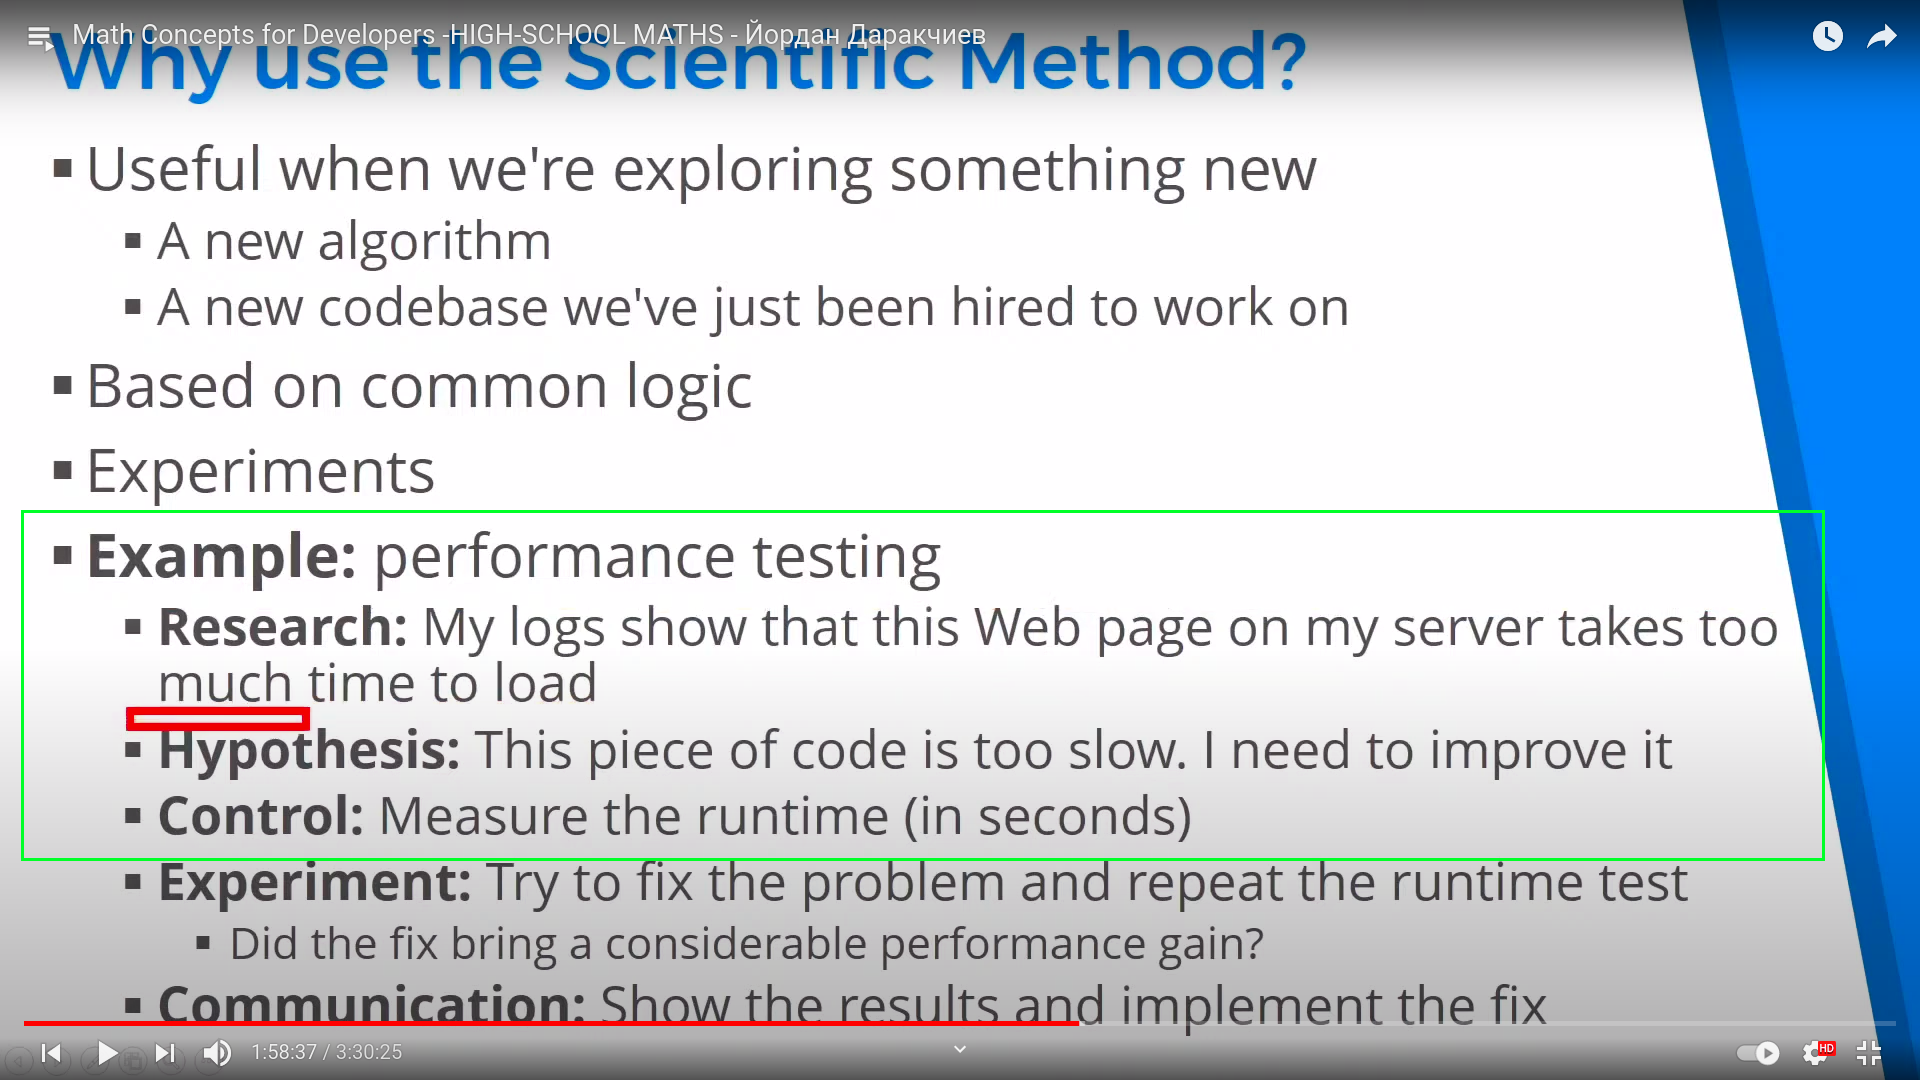 Math Concepts for Developers -HIGH-SCHOOL MATHS - Йордан Даракчиев
Why use the Scientific Method?
▪ Useful when we're exploring something new
▪ A new algorithm
▪ A new codebase we've just been hired to work on
▪ Based on common logic
▪ Experiments
▪ Example: performance testing
▪ Research: My logs show that this Web page on my server takes too
much time to load
▪ Hypothesis: This piece of code is too slow. I need to improve it
▪ Control: Measure the runtime (in seconds)
▪ Experiment: Try to fix the problem and repeat the runtime test
▪ Did the fix bring a considerable performance gain?
▪ Communication: Show the results and implement the fix
1:58:37 / 3:30:25
HD